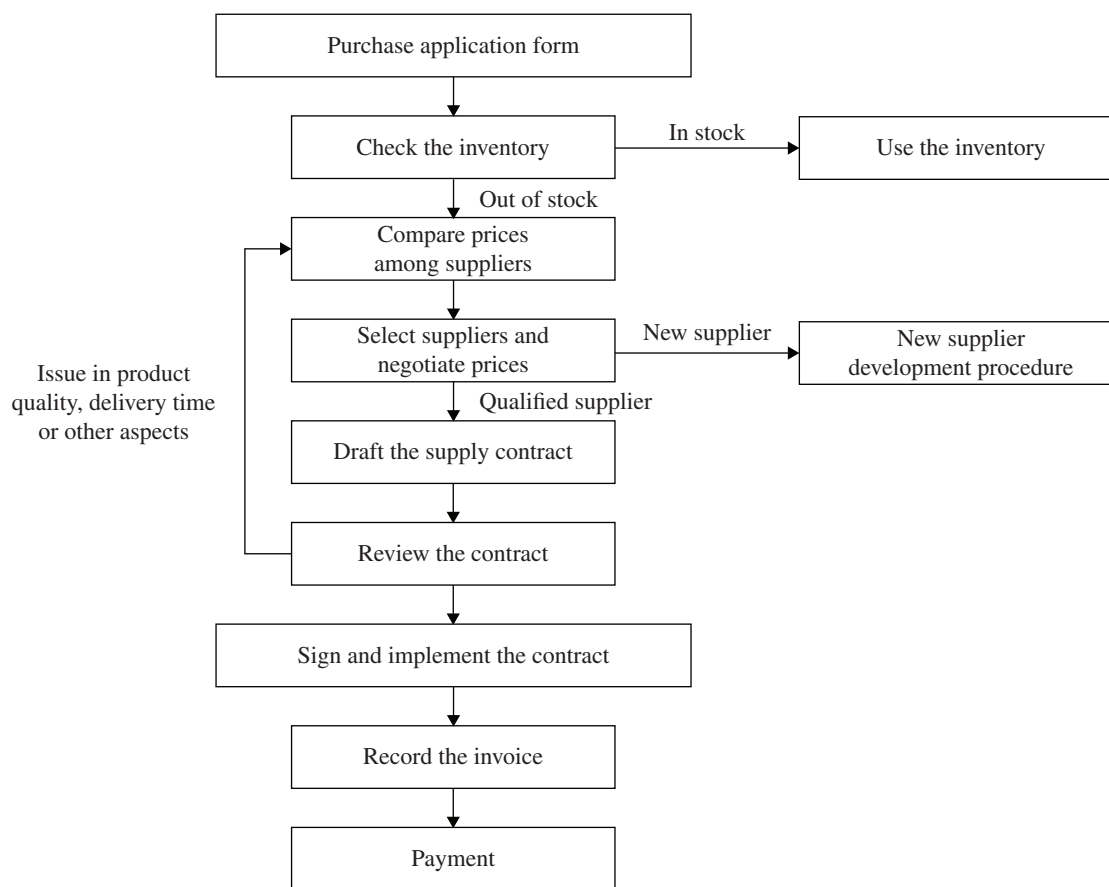 Purchase application form
Check the inventory
In stock
Use the inventory
Out of stock
Compare prices
among suppliers
Select suppliers and
negotiate prices
New supplier
New supplier
development procedure
Issue in product
quality, delivery time
or other aspects
Qualified supplier
Draft the supply contract
Review the contract
Sign and implement the contract
Record the invoice
Payment